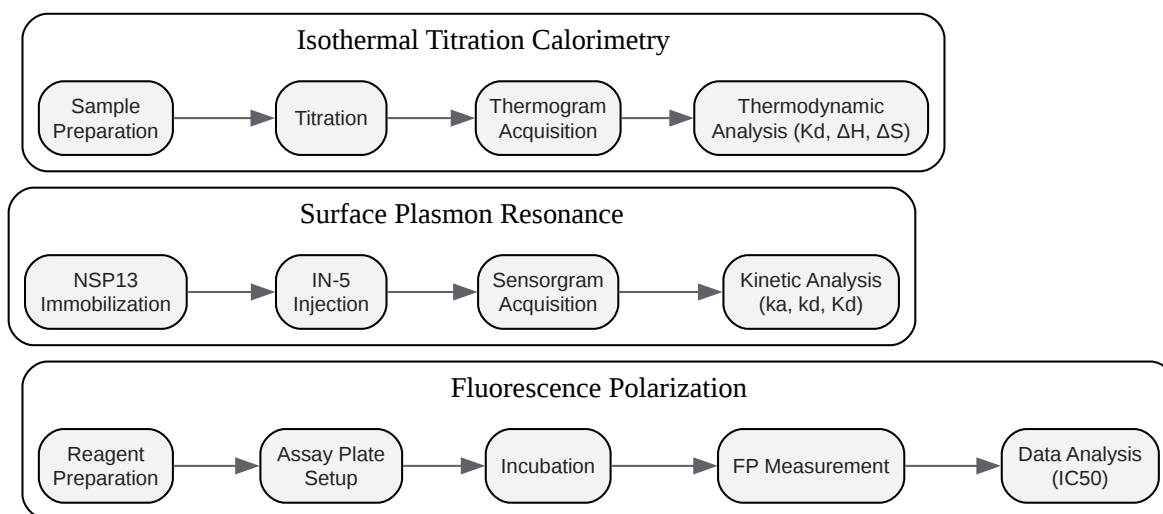 Isothermal Titration Calorimetry
Sample
Preparation
Titration
Thermogram
Acquisition
Thermodynamic
Analysis (Kd, ΔH, ΔS)
Surface Plasmon Resonance
NSP13
Immobilization
IN-5
Injection
Sensorgram
Acquisition
Kinetic Analysis
(ka, kd, Kd)
Fluorescence Polarization
Reagent
Preparation
Assay Plate
Setup
Incubation
FP Measurement
Data Analysis
(IC50)